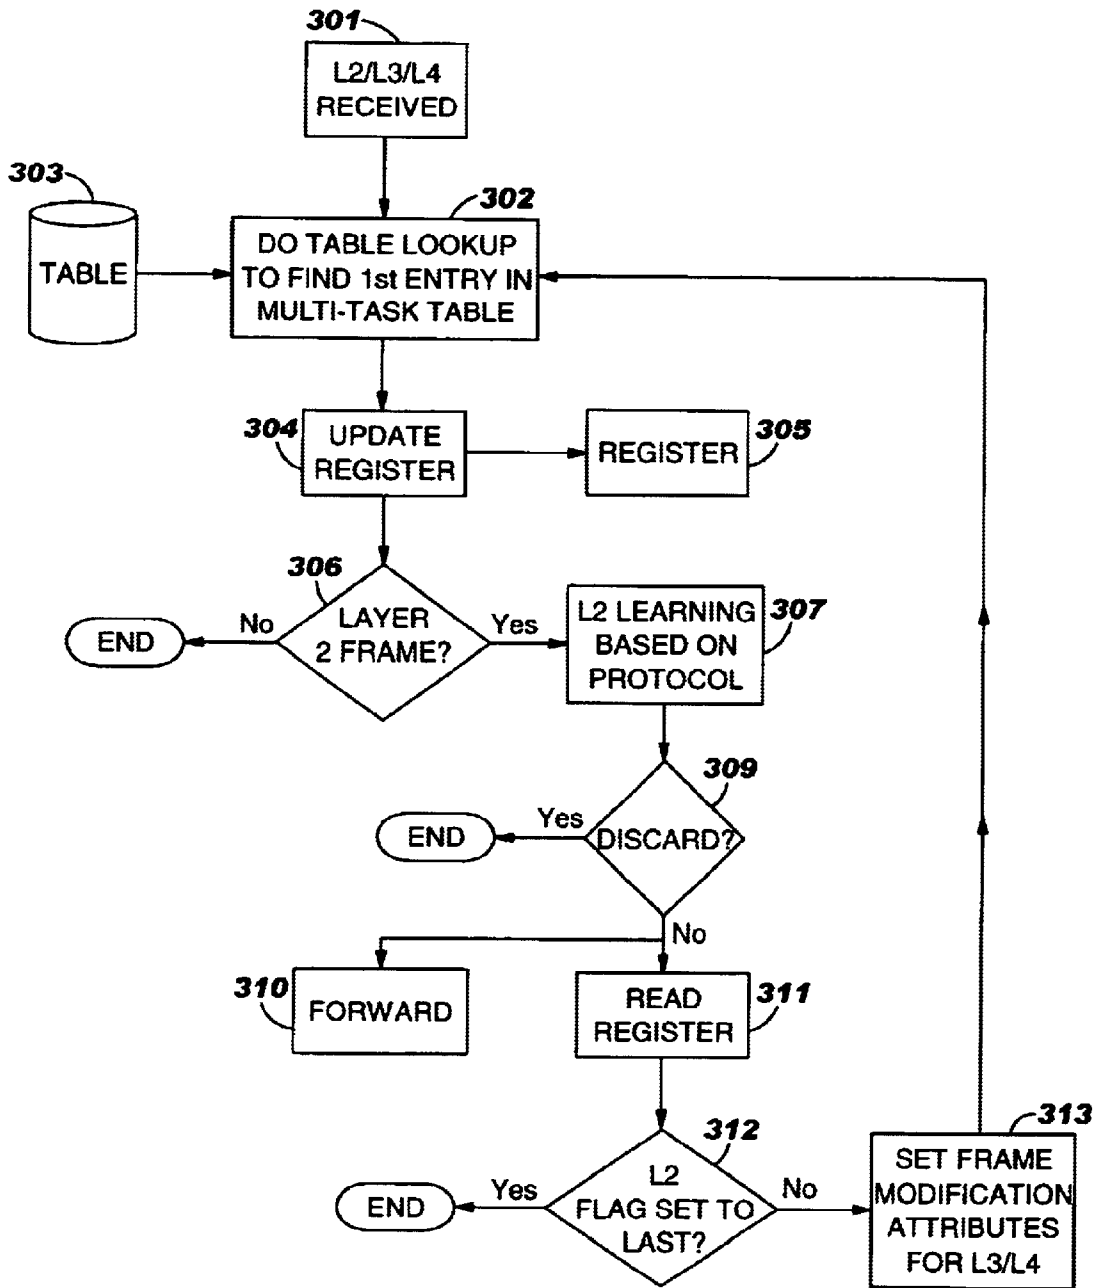 301
L2/L3/L4
RECEIVED
303
302
TABLE
DO TABLE LOOKUP
TO FIND 1st ENTRY IN
MULTI-TASK TABLE
304
UPDATE
REGISTER
REGISTER
305
306
END
No
LAYER
2 FRAME?
Yes
L2 LEARNING
BASED ON
PROTOCOL
307
309
END
Yes
DISCARD?
No
310
FORWARD
READ
REGISTER
311
312
313
END
Yes
L2
FLAG SET TO
LAST?
No
SET FRAME
MODIFICATION
ATTRIBUTES
FOR L3/L4